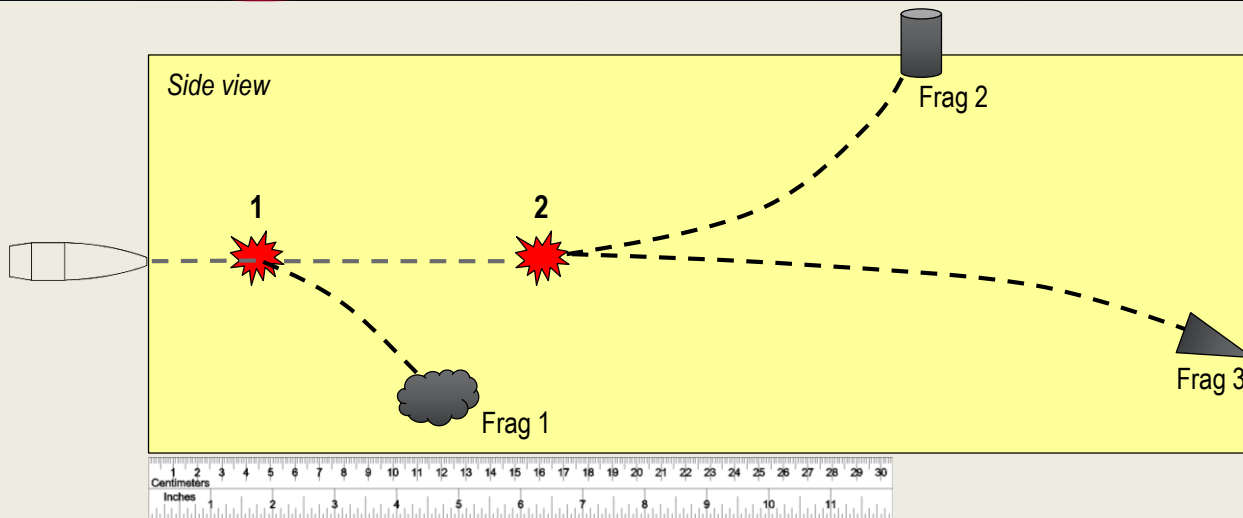 Side view
Frag 2
1
2
Frag 1
Frag 3
1 2 3 4 5 6 7 8 9 10 11 12 13 14 15 16 17 18 19 20 21 22 23 24 25 26 27 28 29 30
Centimeters
Inches
1 2 3 4 5 6 7 8 9 10 11